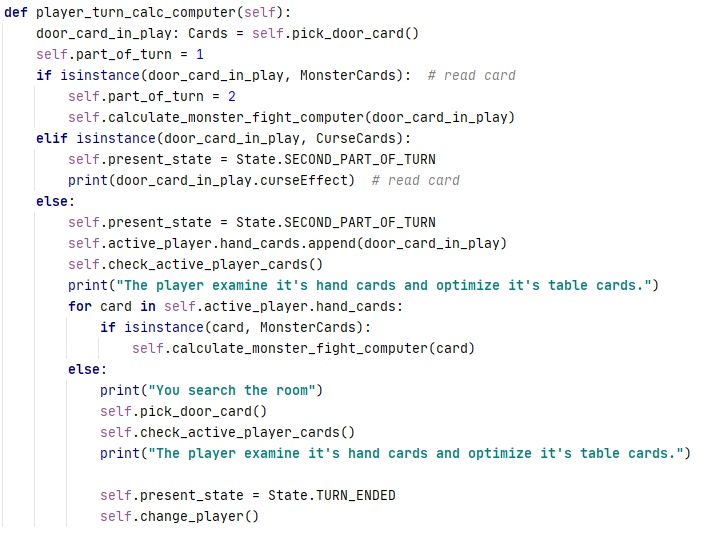 def player_turn_calc_computer(self):
    door_card_in_play: Cards = self.pick_door_card()
    self.part_of_turn = 1
    if isinstance(door_card_in_play, MonsterCards):  # read card
        self.part_of_turn = 2
        self.calculate_monster_fight_computer(door_card_in_play)
    elif isinstance(door_card_in_play, CurseCards):
        self.present_state = State.SECOND_PART_OF_TURN
        print(door_card_in_play.curseEffect)  # read card
    else:
        self.present_state = State.SECOND_PART_OF_TURN
        self.active_player.hand_cards.append(door_card_in_play)
        self.check_active_player_cards()
        print("The player examine it's hand cards and optimize it's table cards.")
        for card in self.active_player.hand_cards:
            if isinstance(card, MonsterCards):
                self.calculate_monster_fight_computer(card)
        else:
            print("You search the room")
            self.pick_door_card()
            self.check_active_player_cards()
            print("The player examine it's hand cards and optimize it's table cards.")

            self.present_state = State.TURN_ENDED
            self.change_player()